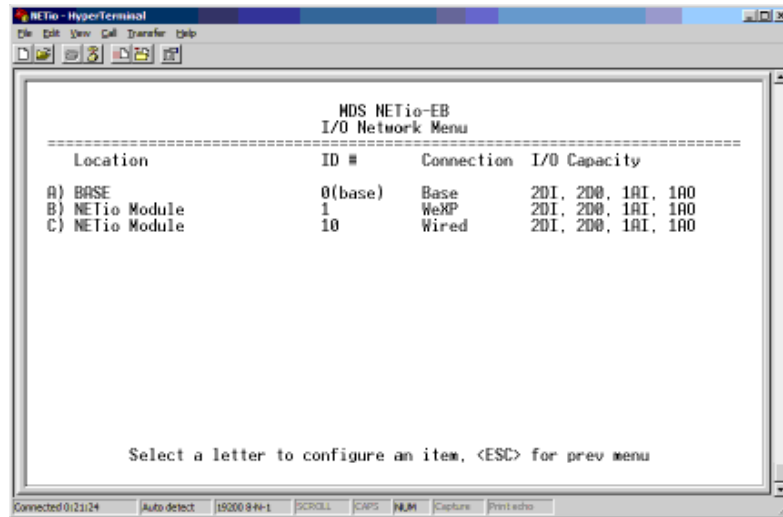 NETio - HyperTerminal
File Edit View Call Transfer Help
MDS NETio-EB
I/O Network Menu
================================================================================
Location ID # Connection I/O Capacity
A) BASE 0(base) Base 2DI, 2DO, 1AI, 1AO
B) NETio Module 1 WeXP 2DI, 2DO, 1AI, 1AO
C) NETio Module 10 Wired 2DI, 2DO, 1AI, 1AO
Select a letter to configure an item, <ESC> for prev menu
Connected 0:21:24 Auto detect 19200 8-N-1 SCROLL CAPS NUM Capture Print echo